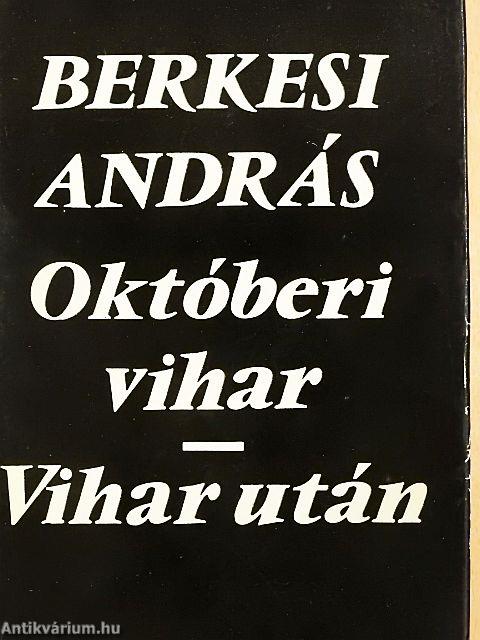 BERKESI
ANDRÁS
Októberi
vihar
—
Vihar után
Antikvárium.hu